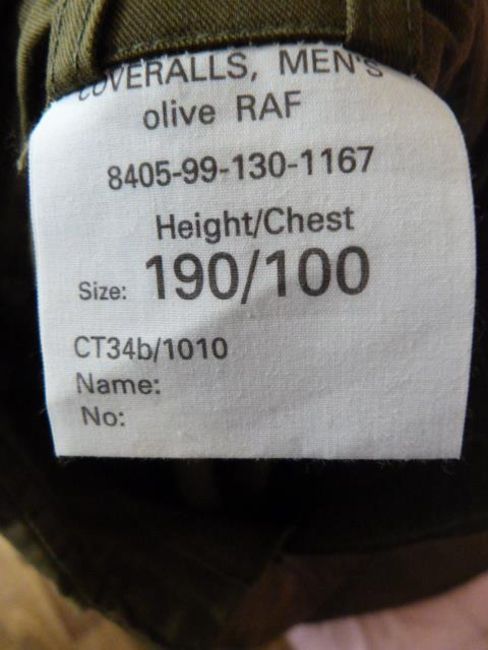 COVERALLS, MEN'S
olive RAF
8405-99-130-1167
Height/Chest
Size: 190/100
CT34b/1010
Name:
No: